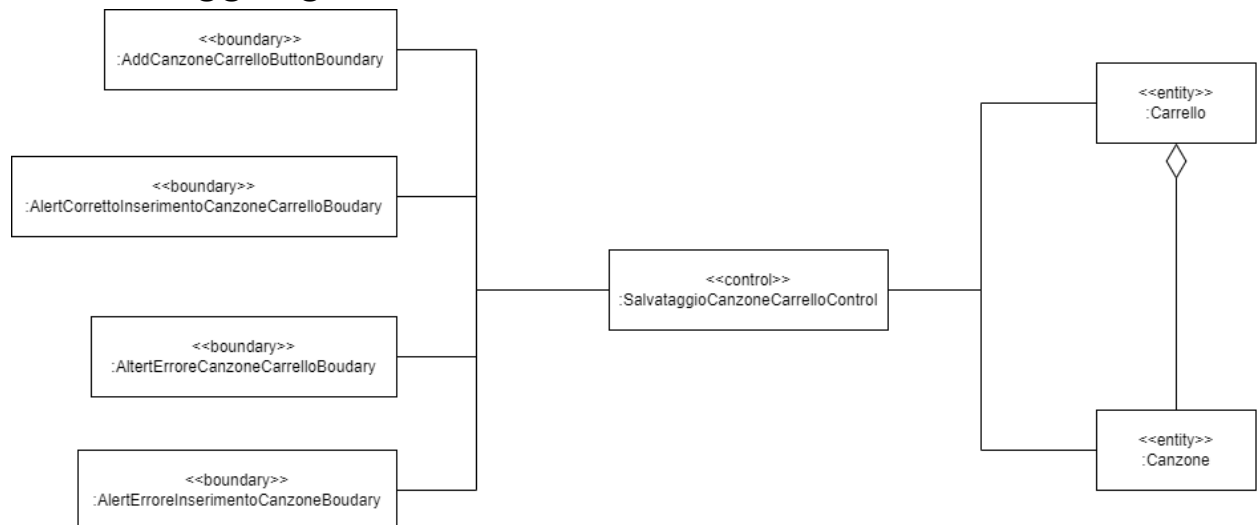 <<boundary>>
:AddCanzoneCarrelloButtonBoundary
<<boundary>>
:AlertCorrettoInserimentoCanzoneCarrelloBoudary
<<boundary>>
:AltertErroreCanzoneCarrelloBoudary
<<boundary>>
:AlertErroreInserimentoCanzoneBoudary
<<control>>
:SalvataggioCanzoneCarrelloControl
<<entity>>
:Carrello
<<entity>>
:Canzone